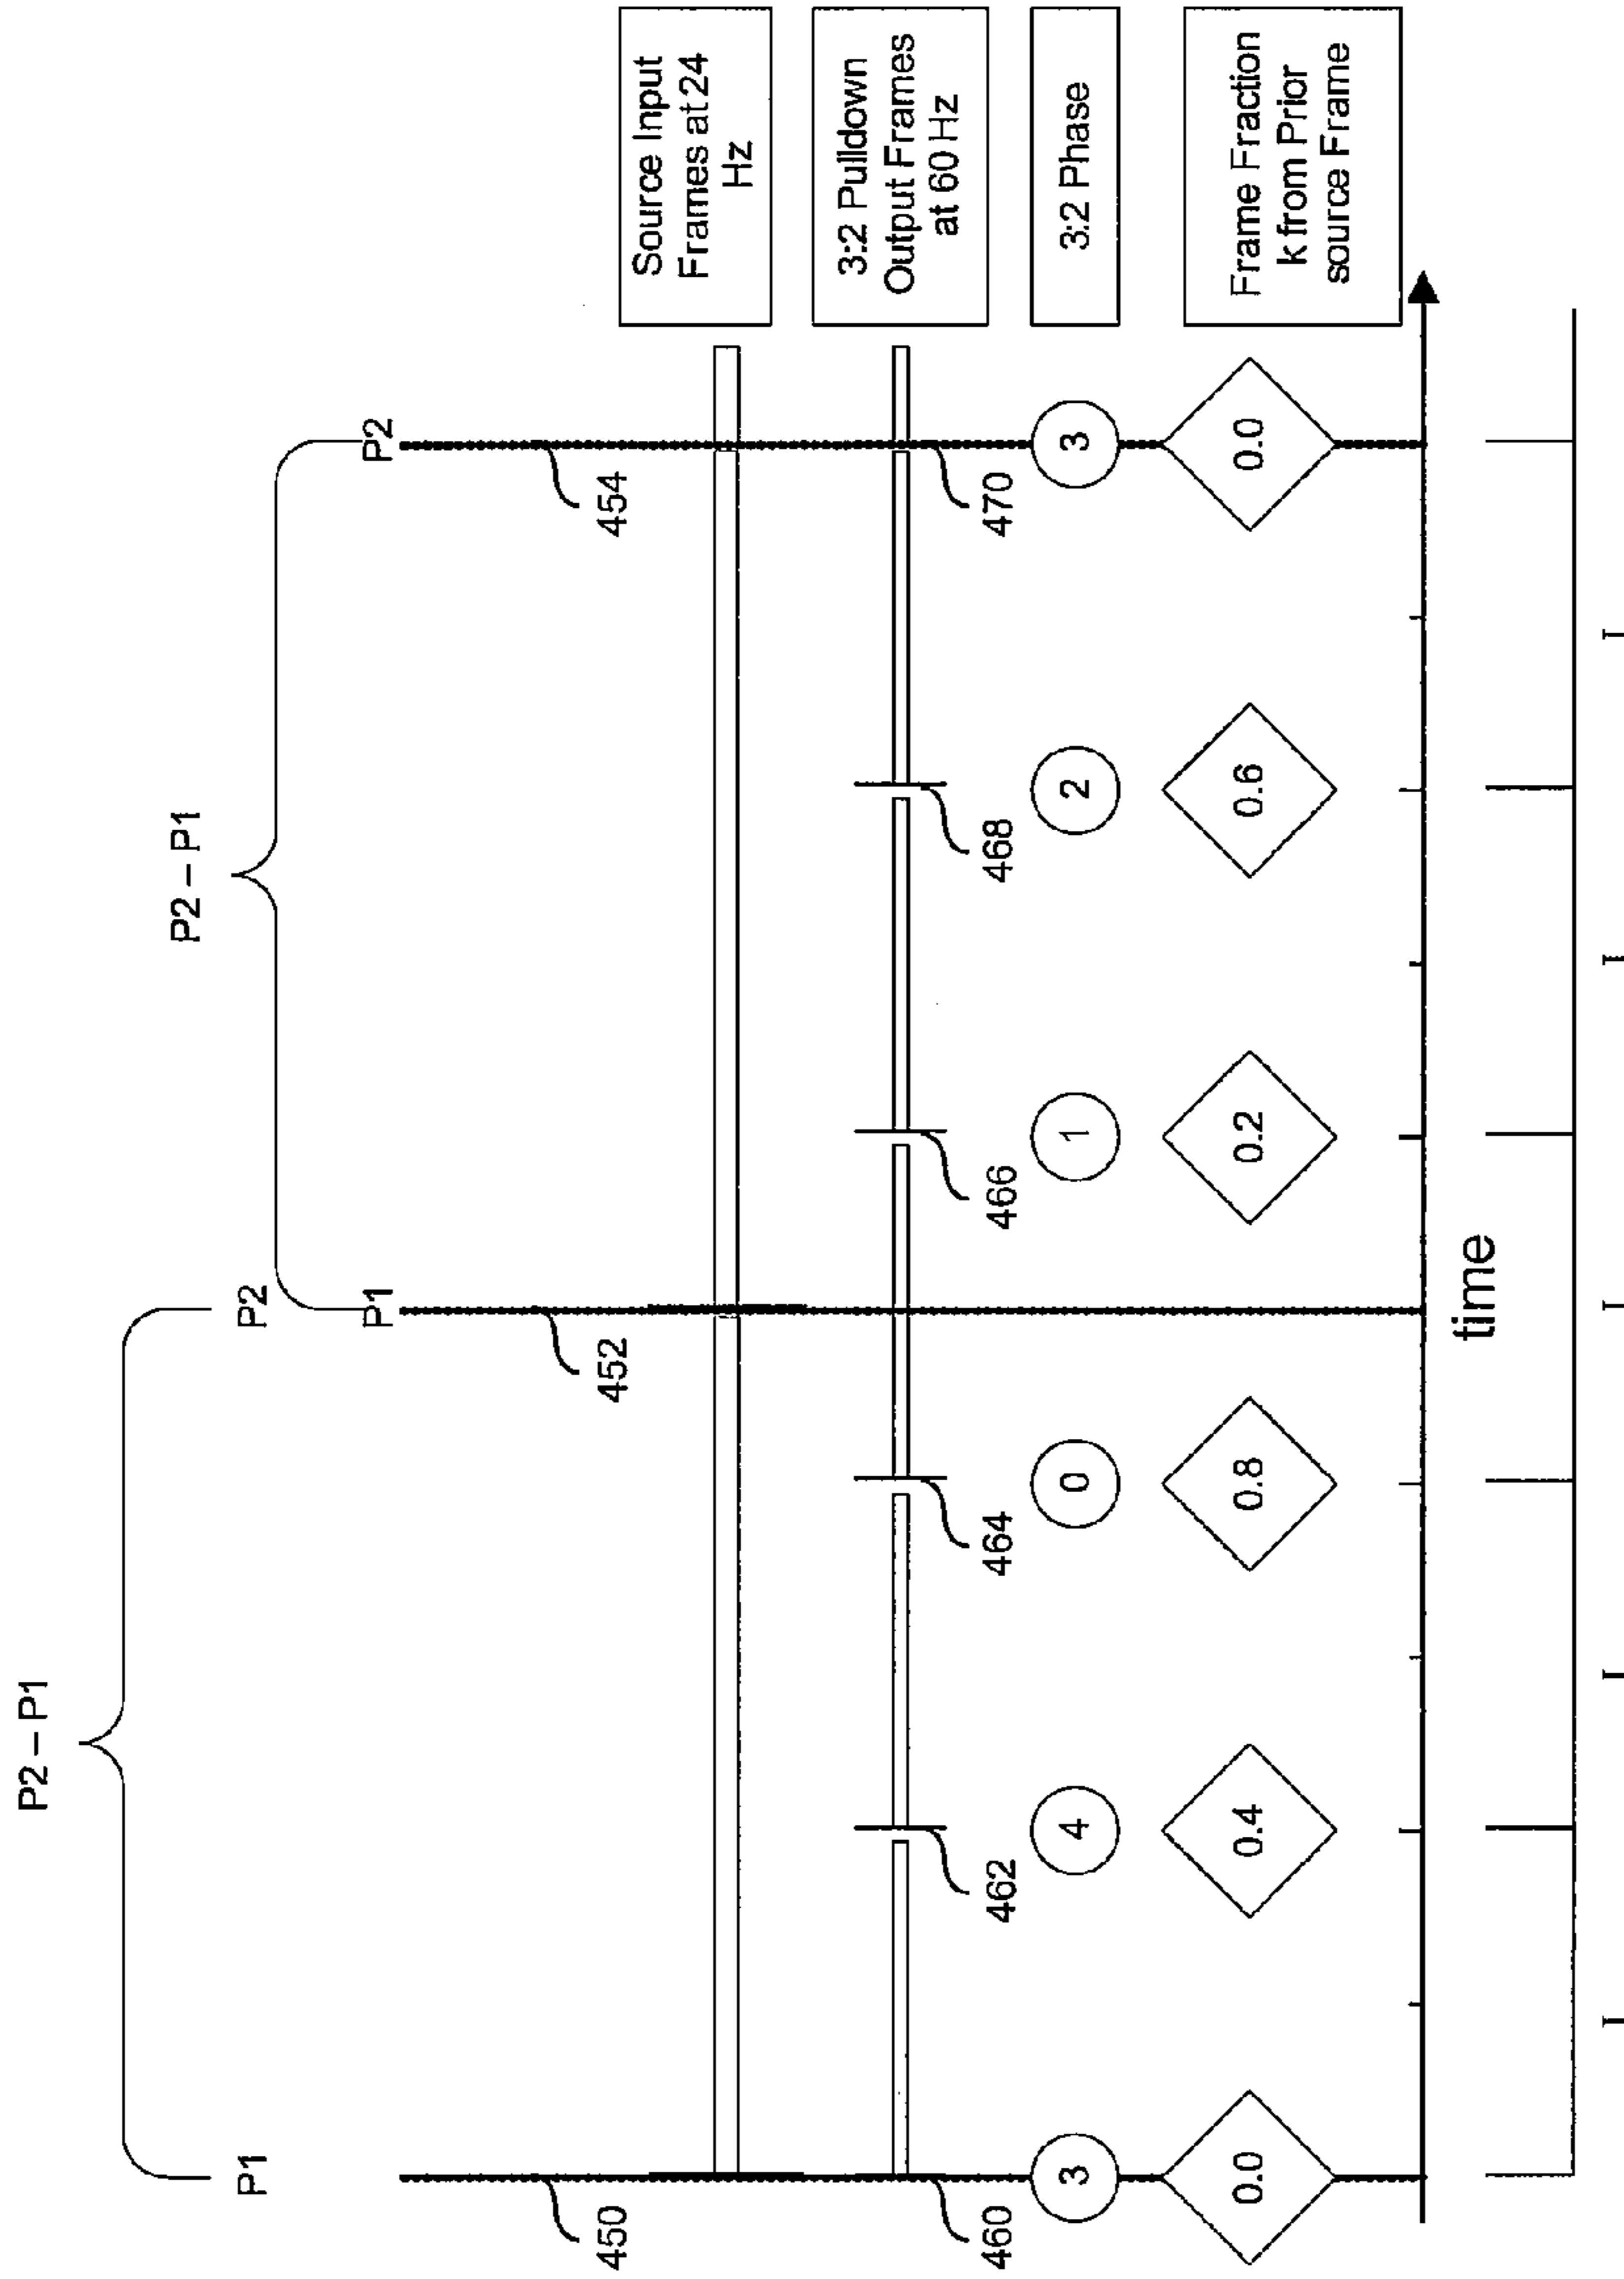 P2 – P1
P2 – P1
P1
P2
P1
P2
450
452
454
Source Input
Frames at 24
Hz
460
462
464
466
468
470
3:2 Pulldown
Output Frames
at 60 Hz
3
4
0
1
2
3
3:2 Phase
0.0
0.4
0.8
0.2
0.6
0.0
Frame Fraction
k from Prior
source Frame
time